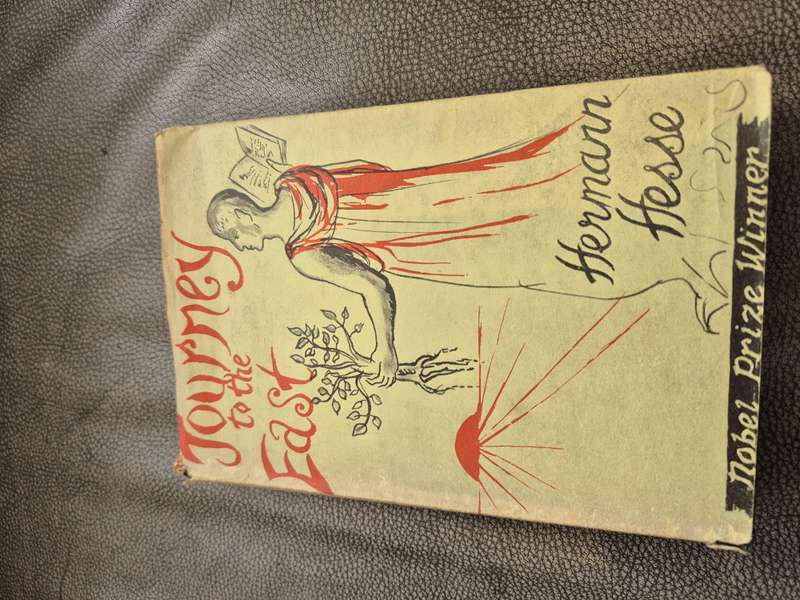 Journey
to the
East
Hermann
Hesse
Nobel Prize Winner